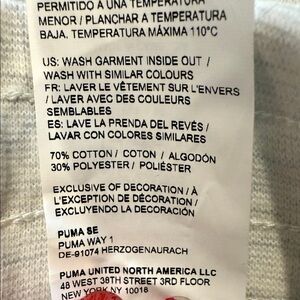 PERMITIDO A UNA TEMPERATURA
MENOR / PLANCHAR A TEMPERATURA
BAJA. TEMPERATURA MÁXIMA 110°C
US: WASH GARMENT INSIDE OUT /
WASH WITH SIMILAR COLOURS
FR: LAVER LE VÊTEMENT SUR L'ENVERS
/ LAVER AVEC DES COULEURS
SEMBLABLES
ES: LAVE LA PRENDA DEL REVÉS /
LAVAR CON COLORES SIMILARES
70% COTTON / COTON / ALGODÓN
30% POLYESTER / POLIÉSTER
EXCLUSIVE OF DECORATION / À
L'EXCEPTION DE DÉCORATION /
EXCLUYENDO LA DECORACIÓN
PUMA SE
PUMA WAY 1
DE-91074 HERZOGENAURACH
PUMA UNITED NORTH AMERICA LLC
48 WEST 38TH STREET 3RD FLOOR
NEW YORK NY 10018